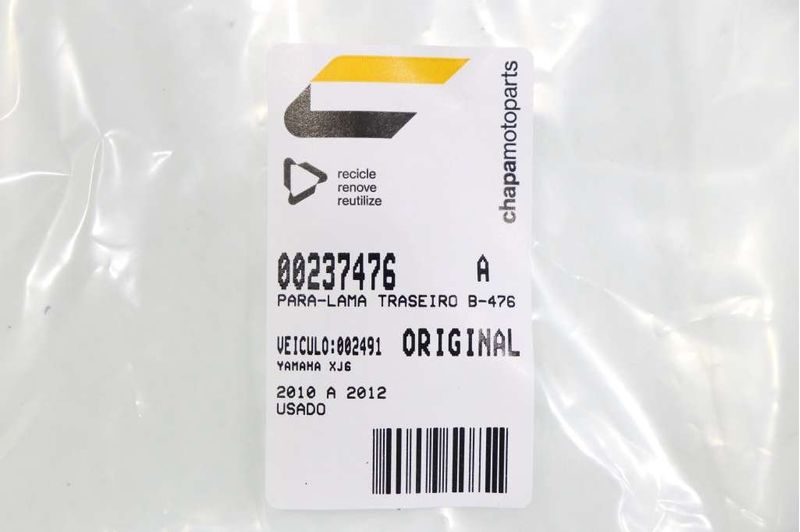 chapamotoparts
recicle
renove
reutilize
00237476 A
PARA-LAMA TRASEIRO B-476
VEICULO:002491 ORIGINAL
YAMAHA XJ6
2010 A 2012
USADO